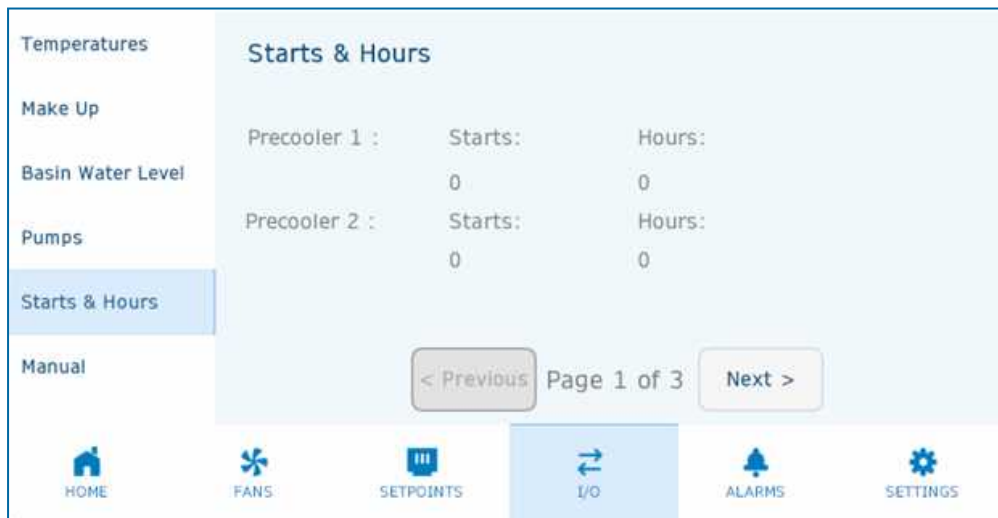 Temperatures
Make Up
Basin Water Level
Pumps
Starts & Hours
Manual
Starts & Hours
Precooler 1 : Starts: Hours:
0 0
Precooler 2 : Starts: Hours:
0 0
< Previous Page 1 of 3 Next >
HOME FANS SETPOINTS I/O ALARMS SETTINGS